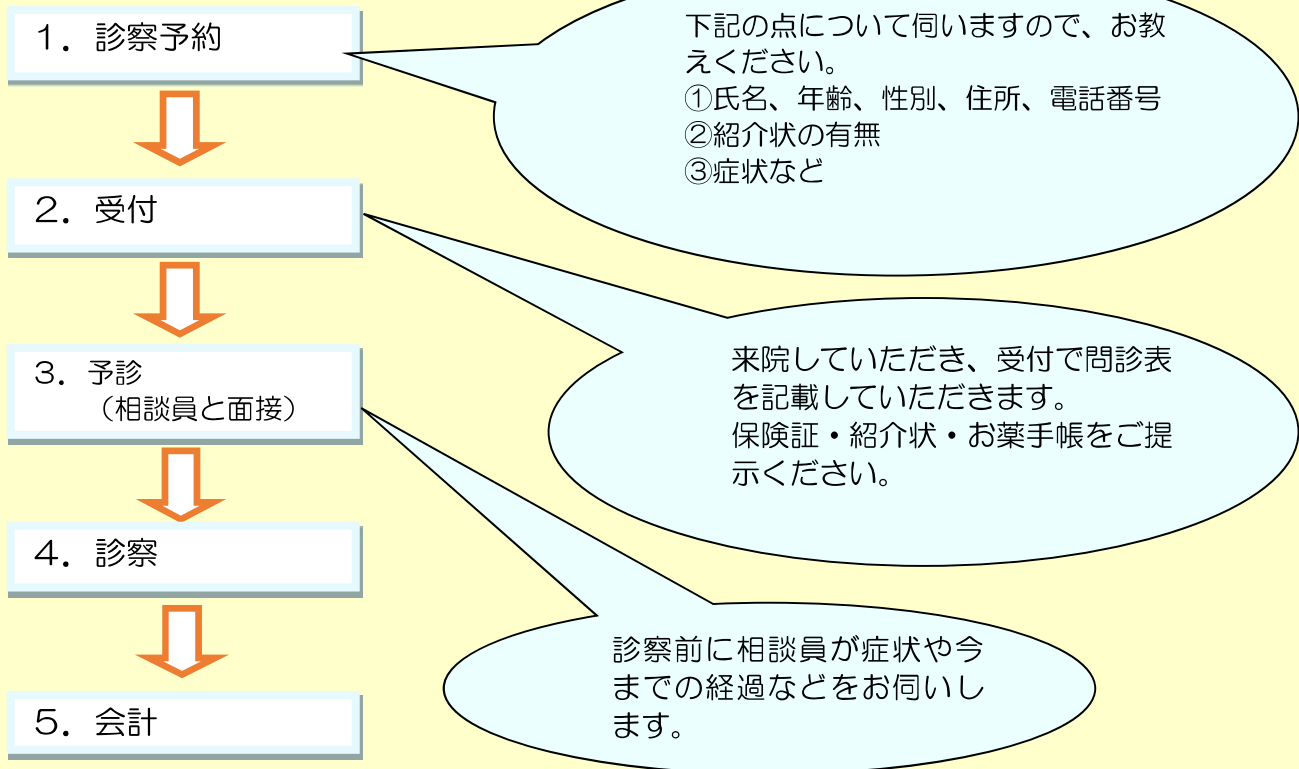 １．診察予約
下記の点について伺いますので、お教
えください。
①氏名、年齢、性別、住所、電話番号
②紹介状の有無
③症状など
２．受付
来院していただき、受付で問診表
を記載していただきます。
保険証・紹介状・お薬手帳をご提
示ください。
３．予診
（相談員と面接）
診察前に相談員が症状や今
までの経過などをお伺いし
ます。
４．診察
５．会計